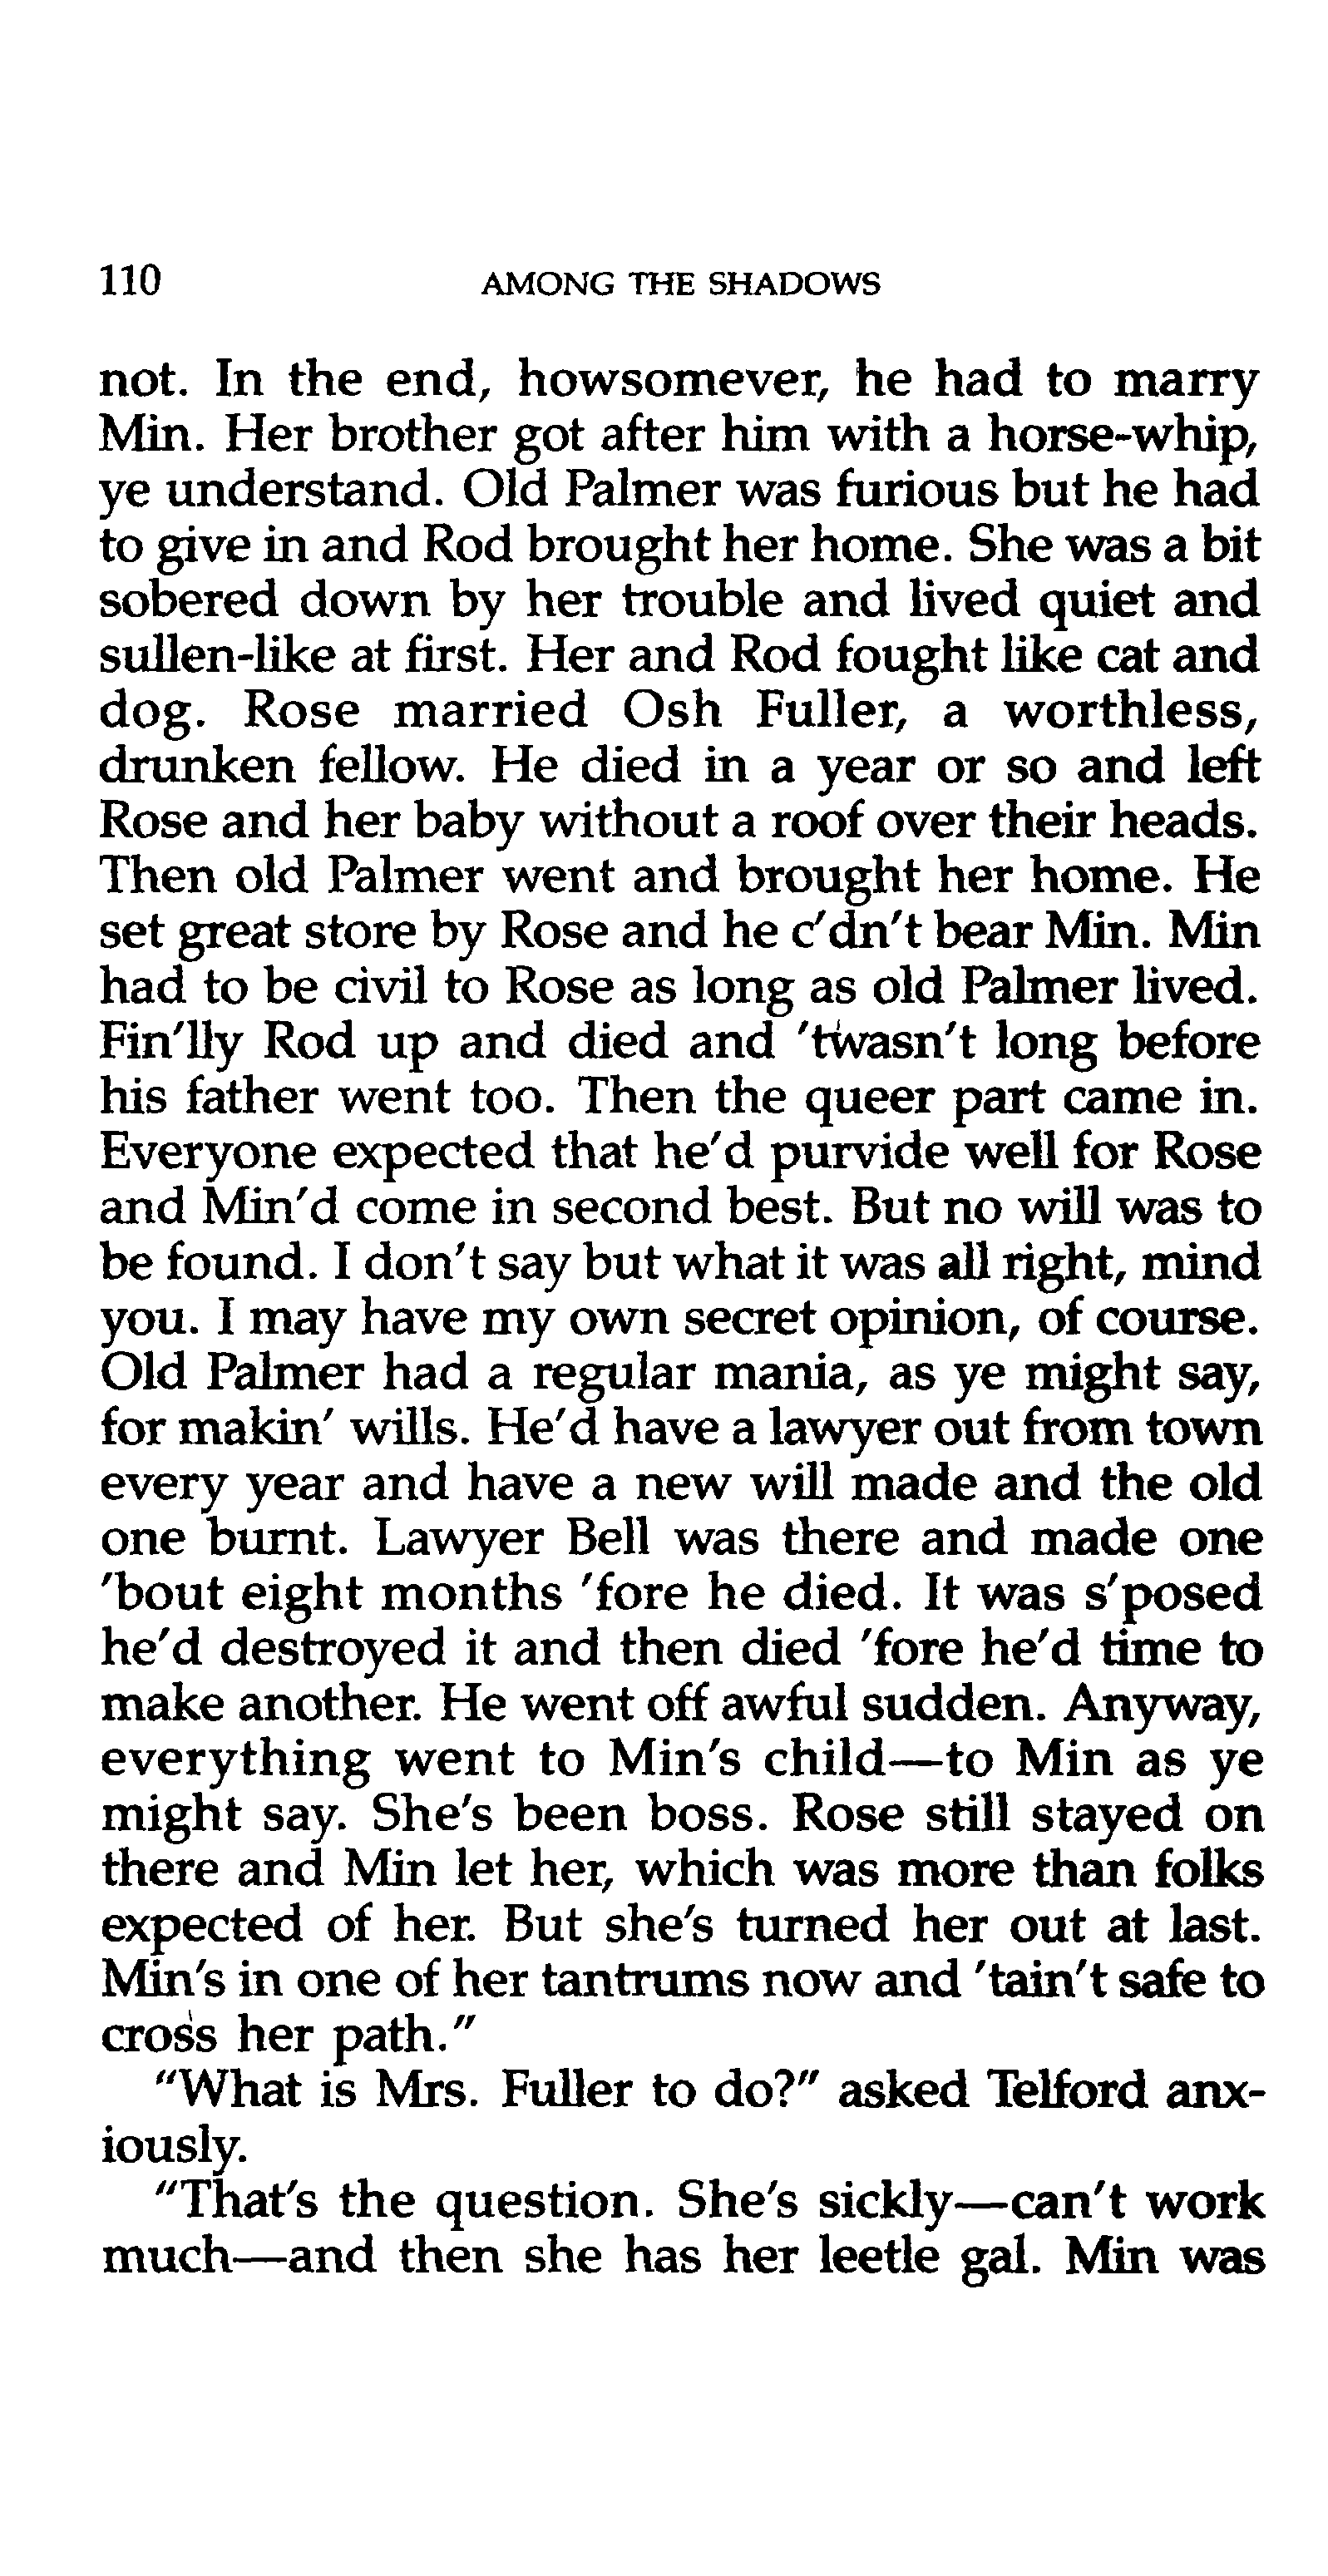 110 AMONG THE SHADOWS
not. In the end, howsomever, he had to marry
Min. Her brother got after him with a horse-whip,
ye understand. Old Palmer was furious but he had
to give in and Rod brought her home. She was a bit
sobered down by her trouble and lived quiet and
sullen-like at first. Her and Rod fought like cat and
dog. Rose married Osh Fuller, a worthless,
drunken fellow. He died in a year or so and left
Rose and her baby without a roof over their heads.
Then old Palmer went and brought her home. He
set great store by Rose and he c'dn't bear Min. Min
had to be civil to Rose as long as old Palmer lived.
Fin'lly Rod up and died and 'twasn't long before
his father went too. Then the queer part came in.
Everyone expected that he'd purvide well for Rose
and Min'd come in second best. But no will was to
be found. I don't say but what it was all right, mind
you. I may have my own secret opinion, of course.
Old Palmer had a regular mania, as ye might say,
for makin' wills. He'd have a lawyer out from town
every year and have a new will made and the old
one burnt. Lawyer Bell was there and made one
'bout eight months 'fore he died. It was s'posed
he'd destroyed it and then died 'fore he'd time to
make another. He went off awful sudden. Anyway,
everything went to Min's child—to Min as ye
might say. She's been boss. Rose still stayed on
there and Min let her, which was more than folks
expected of her. But she's turned her out at last.
Min's in one of her tantrums now and 'tain't safe to
cross her path."
"What is Mrs. Fuller to do?" asked Telford anx-
iously.
"That's the question. She's sickly—can't work
much—and then she has her leetle gal. Min was